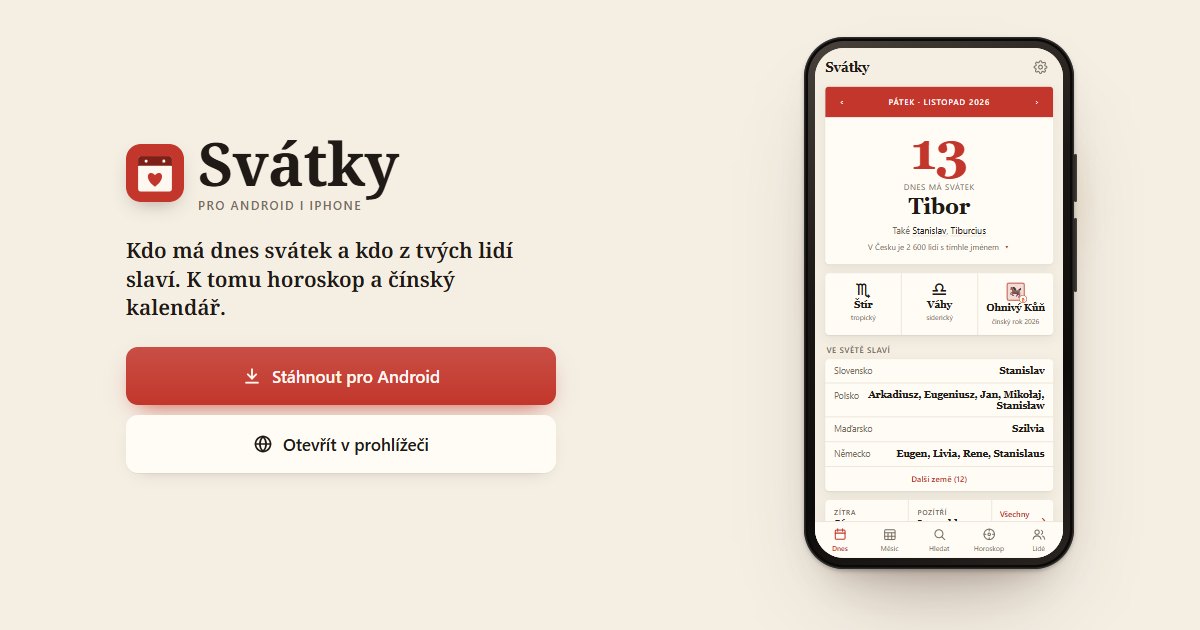 Svátky
PRO ANDROID I IPHONE
Kdo má dnes svátek a kdo z tvých lidí
slaví. K tomu horoskop a čínský
kalendář.
Stáhnout pro Android
Otevřít v prohlížeči
Svátky
‹ PÁTEK · LISTOPAD 2026 ›
13
DNES MÁ SVÁTEK
Tibor
Také Stanislav, Tiburcius
V Česku je 2 600 lidí s tímhle jménem
Štír
tropický
Váhy
siderický
Ohnivý Kůň
čínský rok 2026
VE SVĚTĚ SLAVÍ
Slovensko Stanislav
Polsko Arkadiusz, Eugeniusz, Jan, Mikołaj,
Stanisław
Maďarsko Szilvia
Německo Eugen, Livia, Rene, Stanislaus
Další země (12)
ZÍTRA POZÍTŘÍ Všechny
Dnes Měsíc Hledat Horoskop Lidé